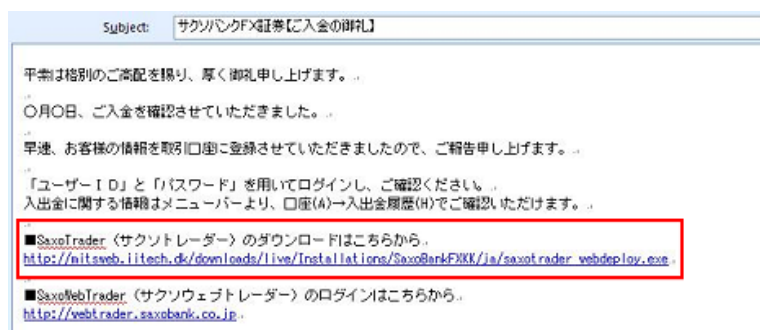 Subject: サクソバンクFX証券【ご入金の御礼】
平素は格別のご高配を賜り、厚く御礼申し上げます。
〇月〇日、ご入金を確認させていただきました。
早速、お客様の情報を取引口座に登録させていただきましたので、ご報告申し上げます。
「ユーザーＩＤ」と「パスワード」を用いてログインし、ご確認ください。
入出金に関する情報はメニューバーより、口座(A)→入出金履歴(H)でご確認いただけます。
■SaxoTrader（サクソトレーダー）のダウンロードはこちらから
http://mitsweb.iitech.dk/downloads/live/Installations/SaxoBankFXKK/ja/saxotrader_webdeploy.exe
■SaxoWebTrader（サクソウェブトレーダー）のログインはこちらから
http://webtrader.saxobank.co.jp